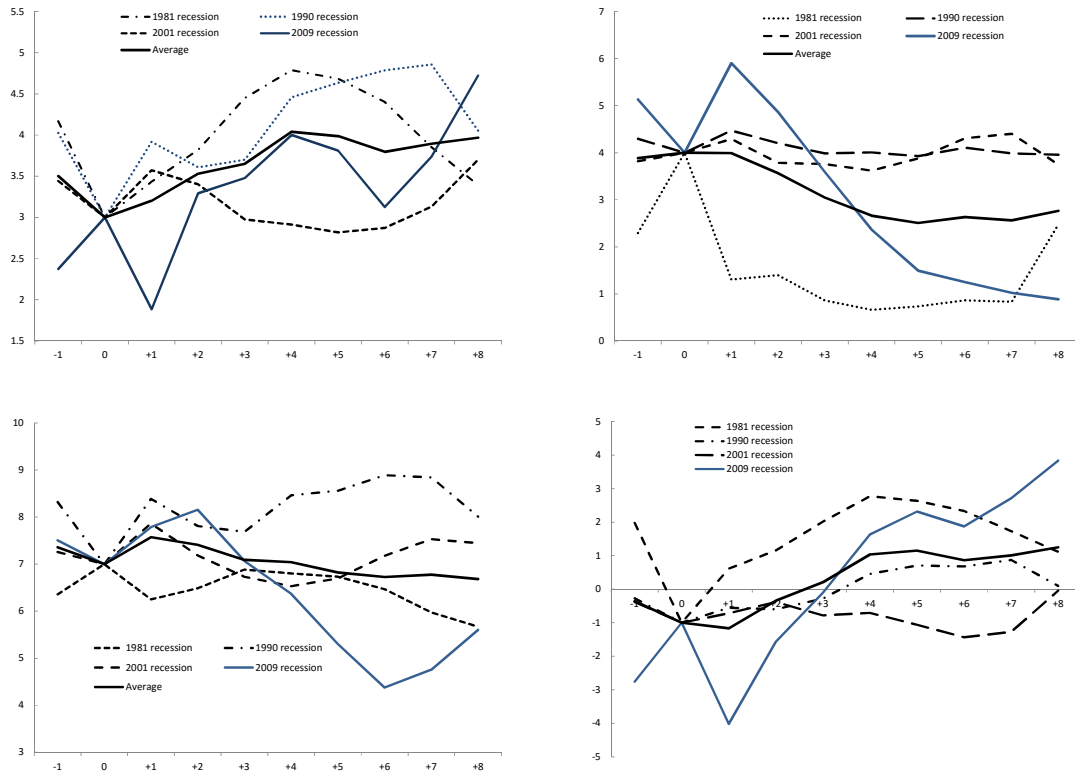 5.5
5
4.5
4
3.5
3
2.5
2
1.5
1981 recession 1990 recession
2001 recession 2009 recession
Average
-1 0 +1 +2 +3 +4 +5 +6 +7 +8
7
6
5
4
3
2
1
0
1981 recession 1990 recession
2001 recession 2009 recession
Average
-1 0 +1 +2 +3 +4 +5 +6 +7 +8
10
9
8
7
6
5
4
3
1981 recession 1990 recession
2001 recession 2009 recession
Average
-1 0 +1 +2 +3 +4 +5 +6 +7 +8
5
4
3
2
1
0
-1
-2
-3
-4
-5
1981 recession
1990 recession
2001 recession
2009 recession
-1 0 +1 +2 +3 +4 +5 +6 +7 +8